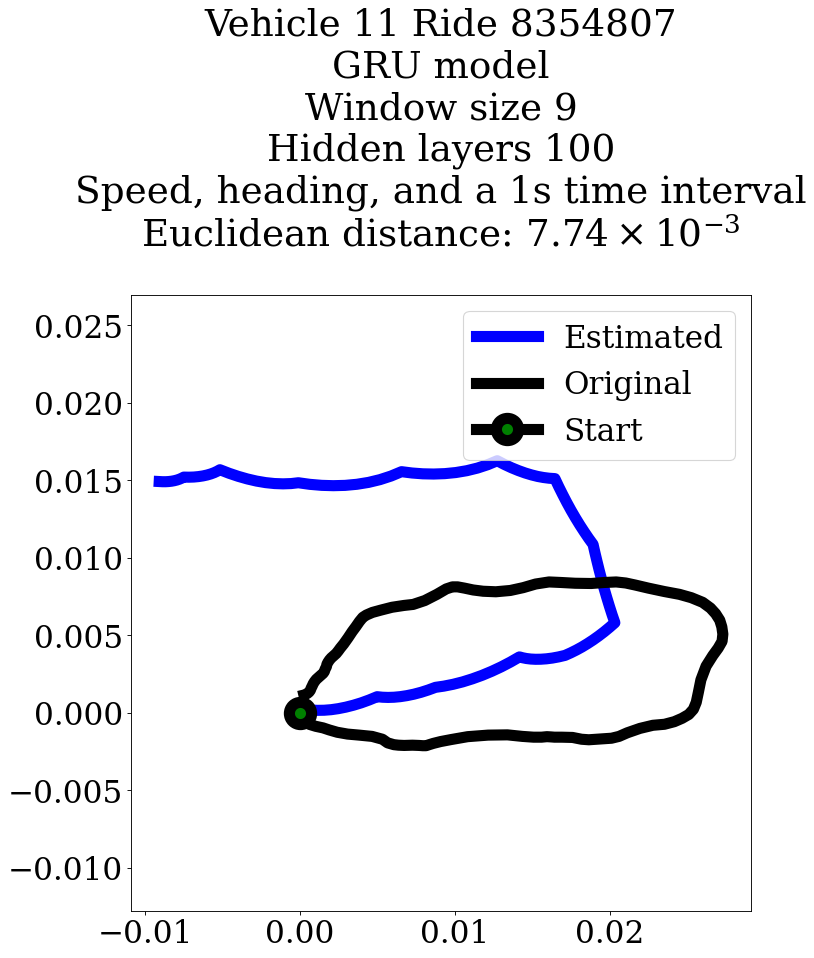 Vehicle 11 Ride 8354807
GRU model
Window size 9
Hidden layers 100
Speed, heading, and a 1s time interval
Euclidean distance: 7.74 × 10⁻³
Estimated
Original
Start
0.025
0.020
0.015
0.010
0.005
0.000
−0.005
−0.010
−0.01 0.00 0.01 0.02